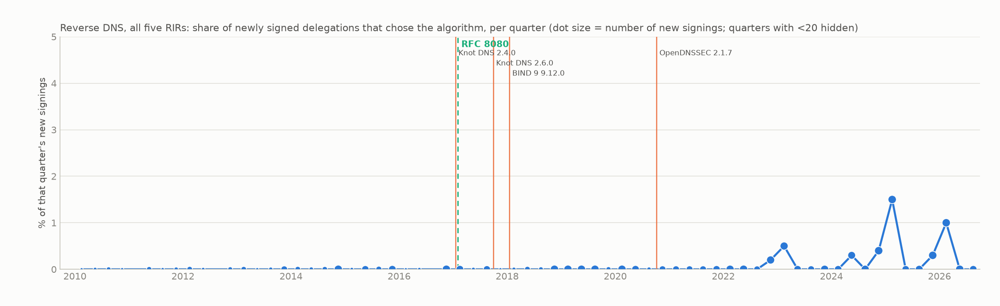 Reverse DNS, all five RIRs: share of newly signed delegations that chose the algorithm, per quarter (dot size = number of new signings; quarters with <20 hidden)
% of that quarter's new signings
5
4
3
2
1
0
RFC 8080
Knot DNS 2.4.0
OpenDNSSEC 2.1.7
Knot DNS 2.6.0
BIND 9 9.12.0
2010 2012 2014 2016 2018 2020 2022 2024 2026